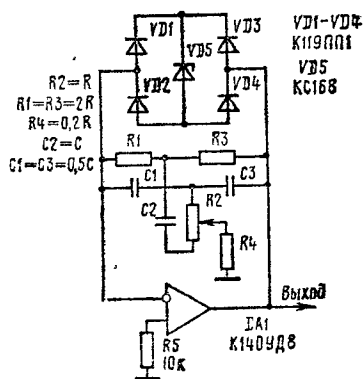 VD1 VD3 VD1-VD4
К119ПП1
VD5
VD2 VD4 VD5
КС168
R2=R
R1=R3=2R
R4=0,2R
C2=C
C1=C3=0,5C
R1 R3
C1 C3
C2 R2
R4
Выход
DA1
К140УД8
R5
10к